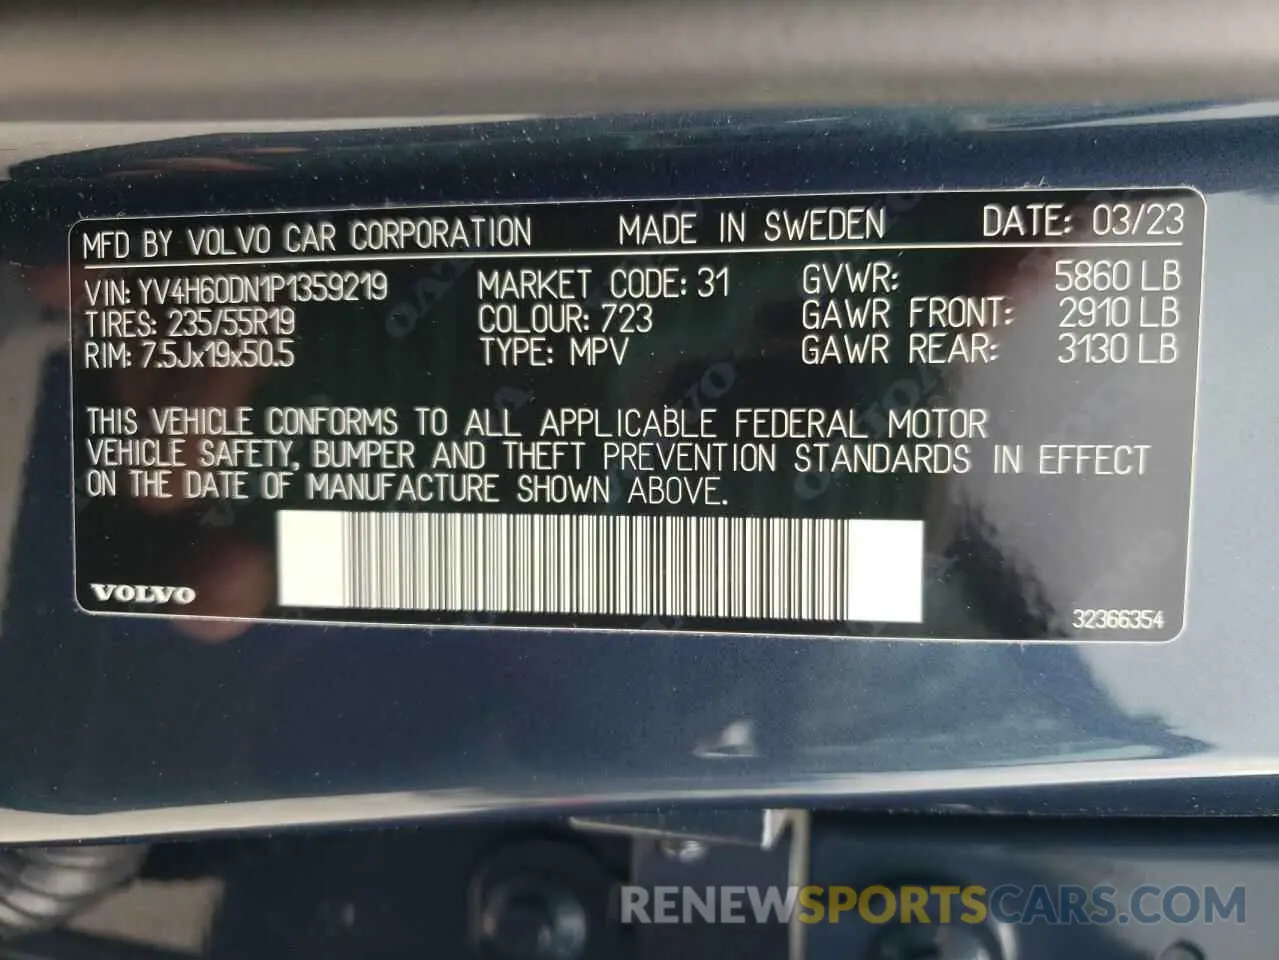 MFD BY VOLVO CAR CORPORATION MADE IN SWEDEN DATE: 03/23
VIN: YV4H60DN1P1359219 MARKET CODE: 31 GVWR: 5860 LB
TIRES: 235/55R19 COLOUR: 723 GAWR FRONT: 2910 LB
RIM: 7.5Jx19x50.5 TYPE: MPV GAWR REAR: 3130 LB
THIS VEHICLE CONFORMS TO ALL APPLICABLE FEDERAL MOTOR
VEHICLE SAFETY, BUMPER AND THEFT PREVENTION STANDARDS IN EFFECT
ON THE DATE OF MANUFACTURE SHOWN ABOVE.
VOLVO
32366354
RENEWSPORTSCARS.COM